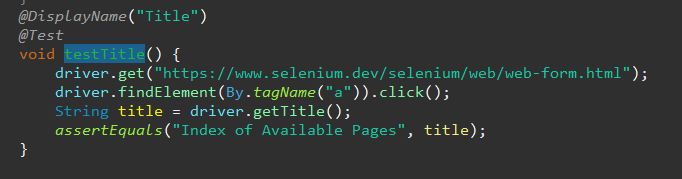 @DisplayName("Title")
@Test
void testTitle() {
driver.get("https://www.selenium.dev/selenium/web/web-form.html");
driver.findElement(By.tagName("a")).click();
String title = driver.getTitle();
assertEquals("Index of Available Pages", title);
}